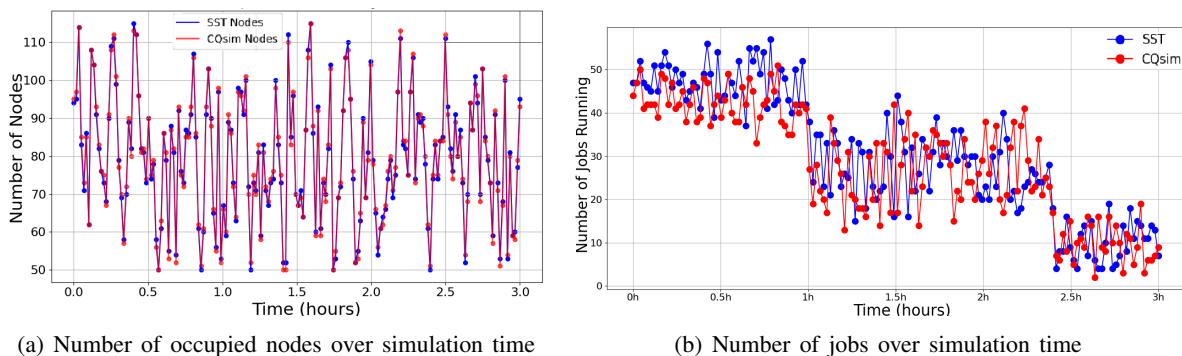 SST Nodes
CQsim Nodes
Number of Nodes
110
100
90
80
70
60
50
0.0
0.5
1.0
1.5
2.0
2.5
3.0
Time (hours)
(a) Number of occupied nodes over simulation time
SST
CQsim
Number of Jobs Running
50
40
30
20
10
0
0h
0.5h
1h
1.5h
2h
2.5h
3h
Time (hours)
(b) Number of jobs over simulation time